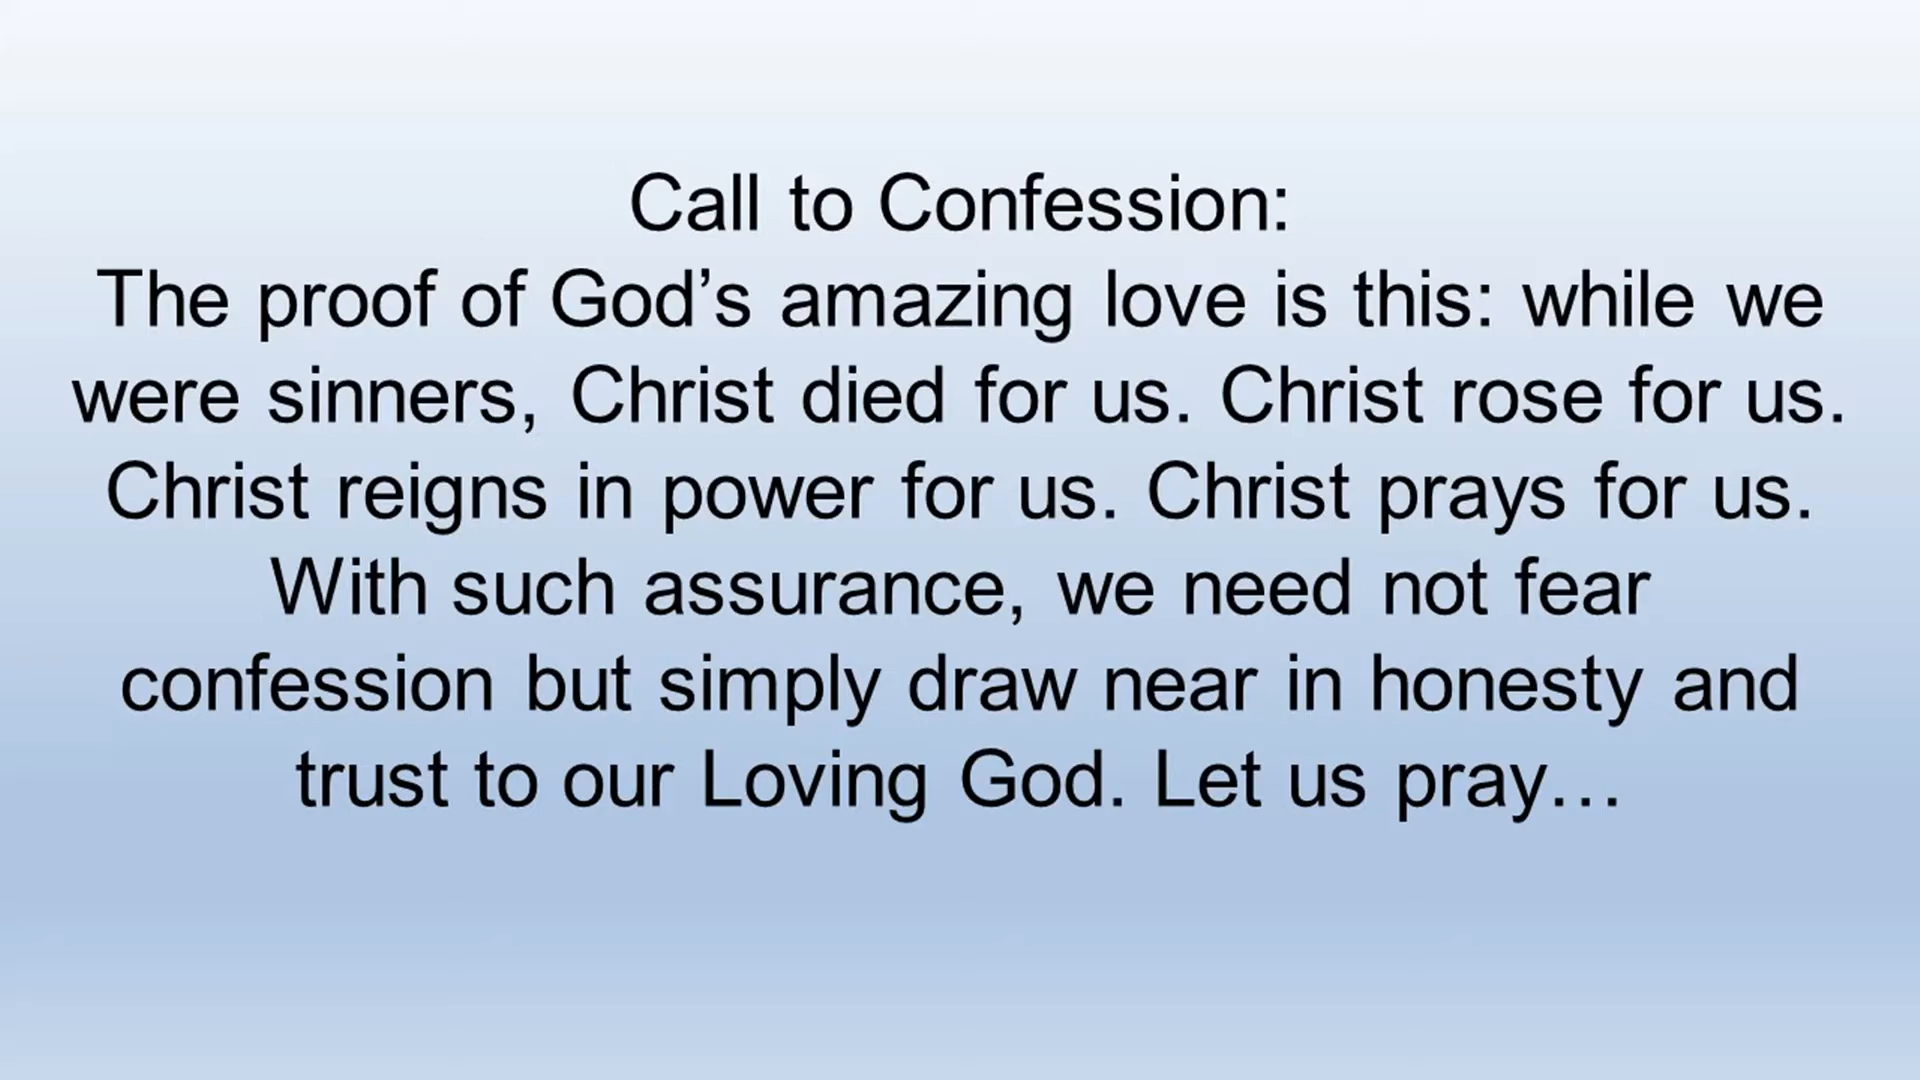 Call to Confession:
The proof of God’s amazing love is this: while we
were sinners, Christ died for us. Christ rose for us.
Christ reigns in power for us. Christ prays for us.
With such assurance, we need not fear
confession but simply draw near in honesty and
trust to our Loving God. Let us pray…